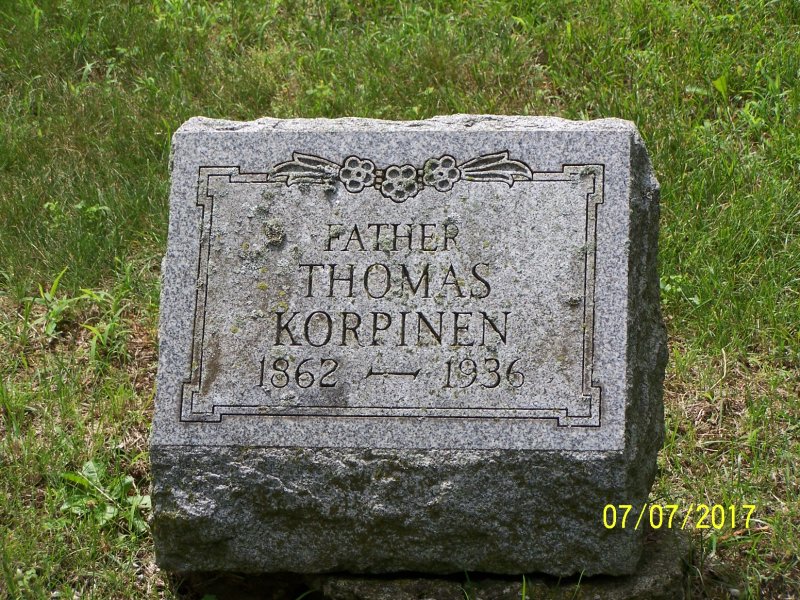 FATHER
THOMAS
KORPINEN
1862 — 1936
07/07/2017